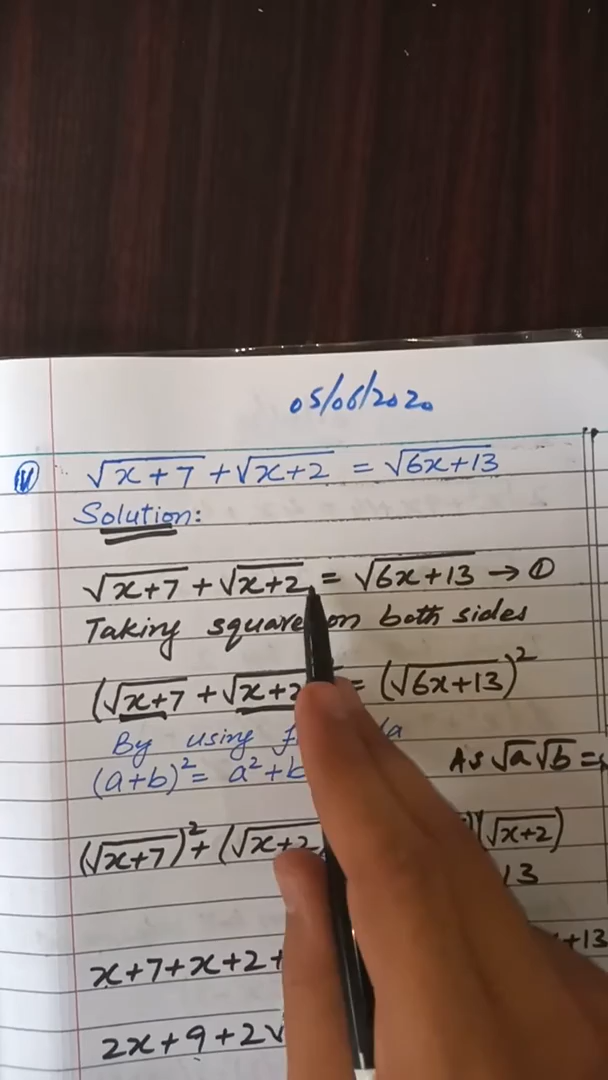 05/06/2020
IV √x+7 + √x+2 = √6x+13
Solution:
√x+7 + √x+2 = √6x+13 → ①
Taking square on both sides
(√x+7 + √x+2 = (√6x+13)²
By using
(a+b)² = a²+b
As √a√b =
(√x+7)² + (√x+2 )(√x+2)
13
x+7+x+2+ x+13
2x+9+2√